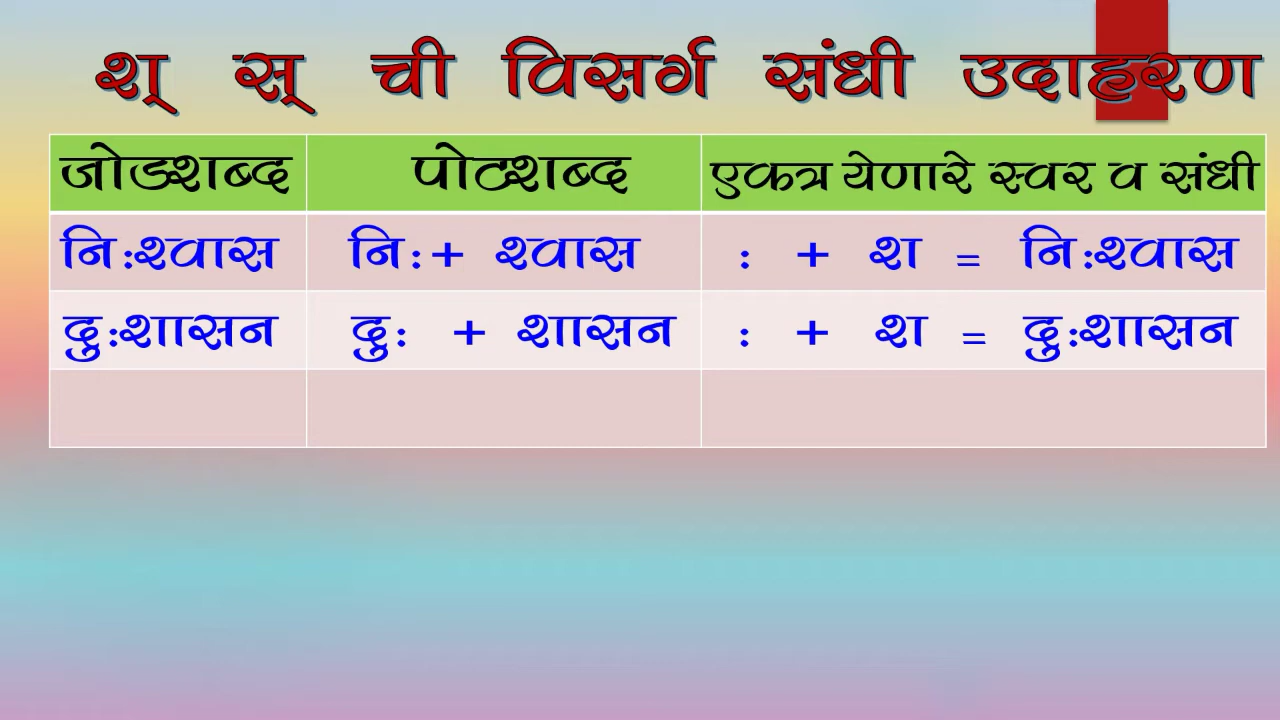 श् स् ची विसर्ग संधी उदाहरण
जोडशब्द पोटशब्द एकत्र येणारे स्वर व संधी
नि:श्वास नि: + श्वास : + श = नि:श्वास
दु:शासन दु: + शासन : + श = दु:शासन